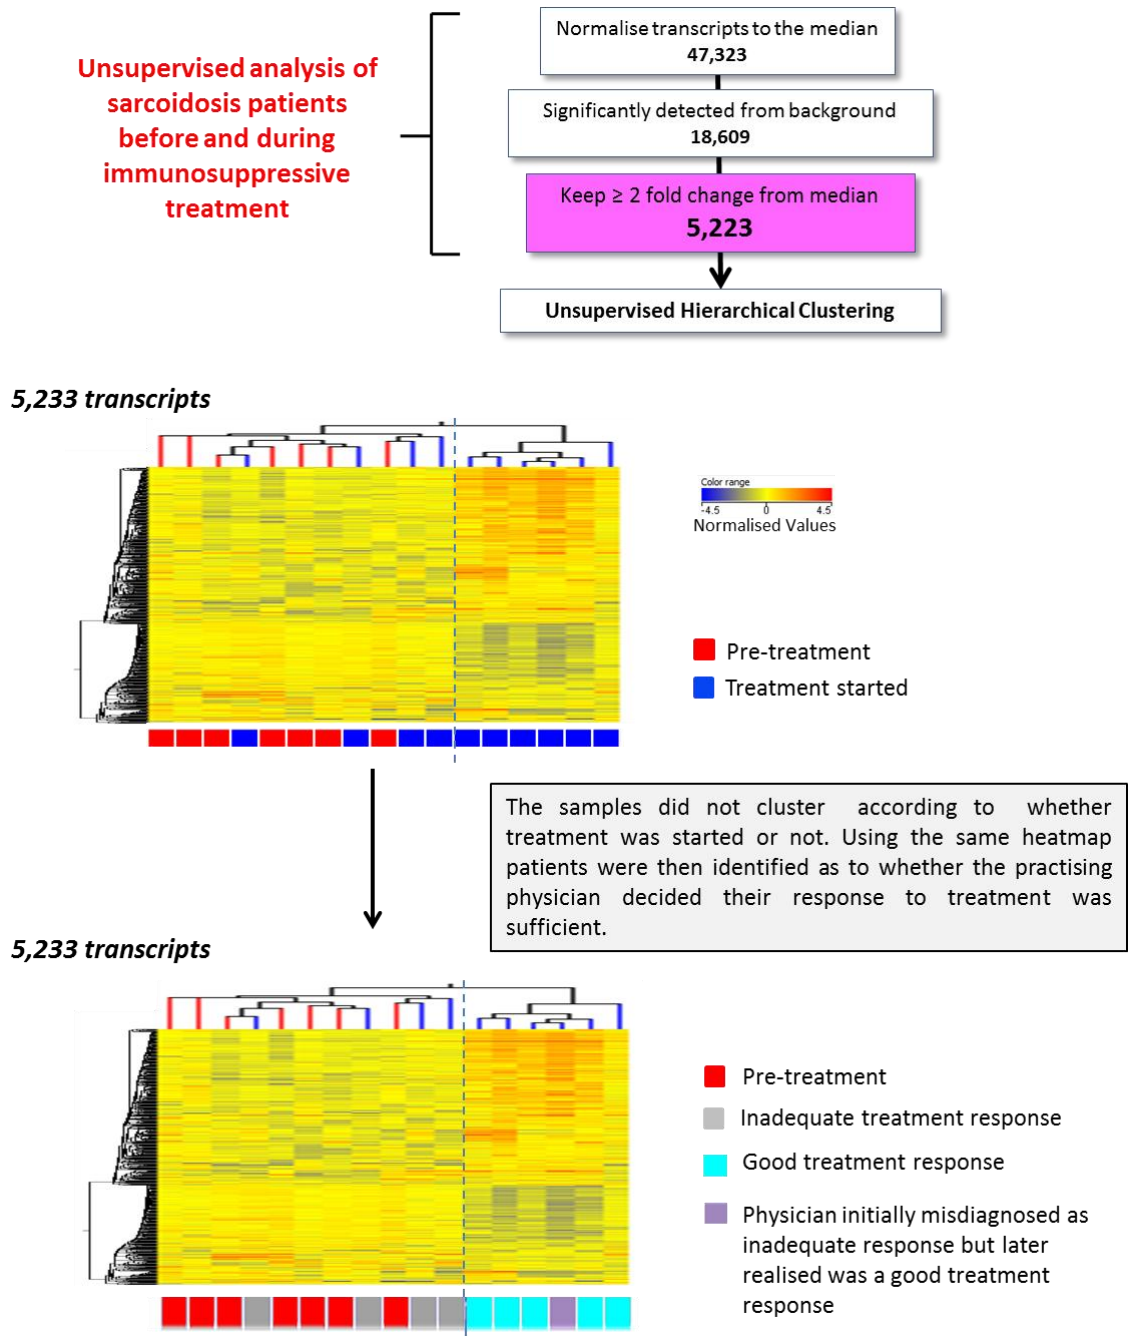 Unsupervised analysis of
sarcoidosis patients
before and during
immunosuppressive
treatment
Normalise transcripts to the median
47,323
Significantly detected from background
18,609
Keep ≥ 2 fold change from median
5,223
Unsupervised Hierarchical Clustering
5,233 transcripts
Color range
-4.5 0 4.5
Normalised Values
Pre-treatment
Treatment started
The samples did not cluster according to whether
treatment was started or not. Using the same heatmap
patients were then identified as to whether the practising
physician decided their response to treatment was
sufficient.
5,233 transcripts
Pre-treatment
Inadequate treatment response
Good treatment response
Physician initially misdiagnosed as
inadequate response but later
realised was a good treatment
response